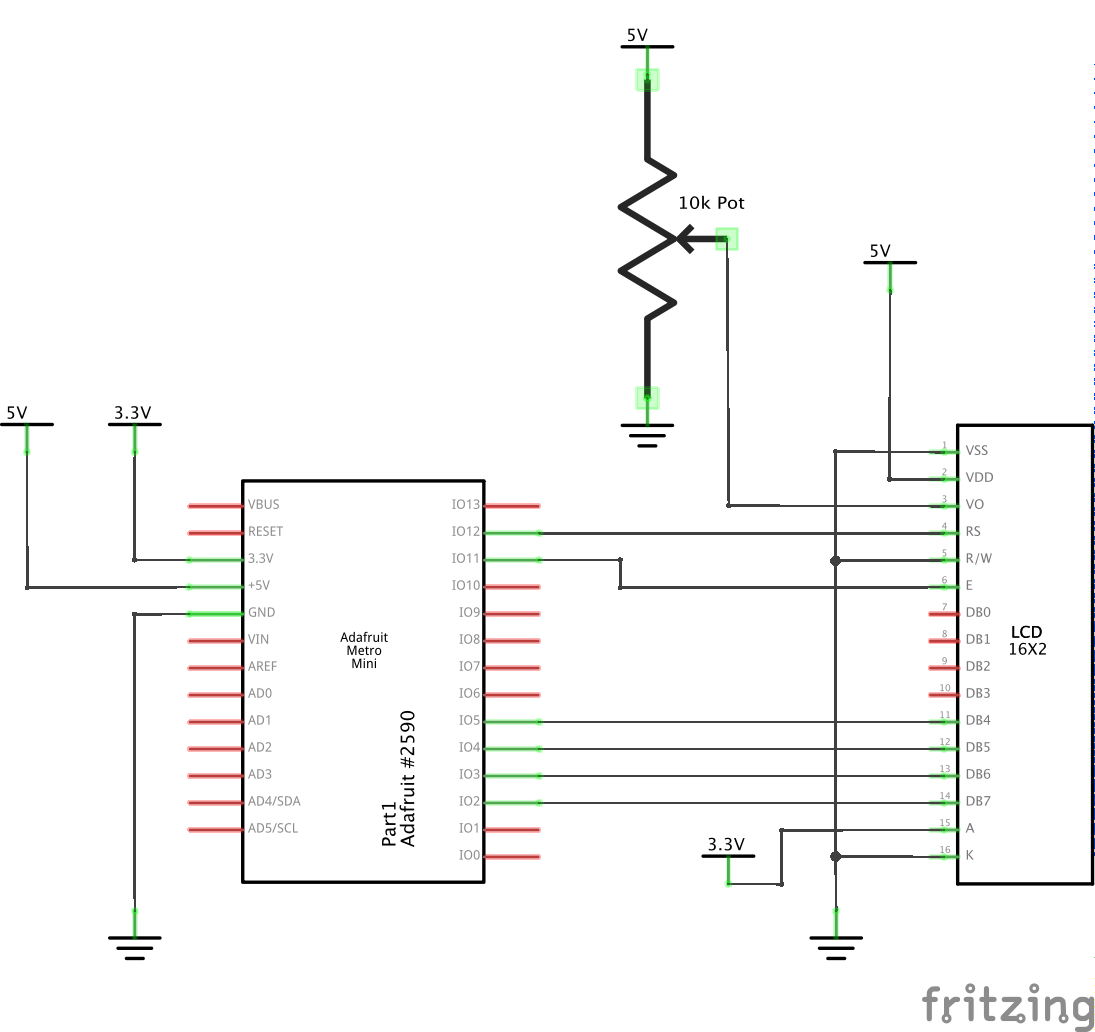 5V
10k Pot
5V
5V
3.3V
VBUS
RESET
3.3V
+5V
GND
VIN
AREF
AD0
AD1
AD2
AD3
AD4/SDA
AD5/SCL
Adafruit
Metro
Mini
Part1
Adafruit #2590
IO13
IO12
IO11
IO10
IO9
IO8
IO7
IO6
IO5
IO4
IO3
IO2
IO1
IO0
1 VSS
2 VDD
3 VO
4 RS
5 R/W
6 E
7 DB0
8 DB1
9 DB2
10 DB3
11 DB4
12 DB5
13 DB6
14 DB7
15 A
16 K
LCD
16X2
3.3V
fritzing